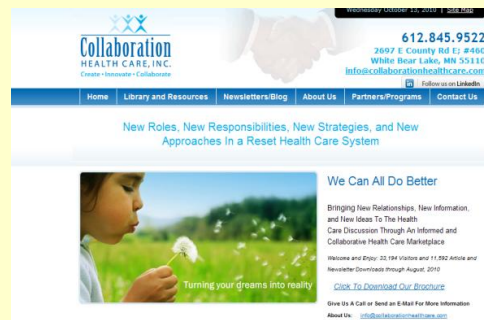 Wednesday October 13, 2010 | Site Map
Collaboration
HEALTH CARE, INC.
Create • Innovate • Collaborate
612.845.9522
2697 E County Rd E; #460
White Bear Lake, MN 55110
info@collaborationhealthcare.com
in Follow us on LinkedIn
Home Library and Resources Newsletters/Blog About Us Partners/Programs Contact Us
New Roles, New Responsibilities, New Strategies, and New
Approaches In a Reset Health Care System
Turning your dreams into reality
We Can All Do Better
Bringing New Relationships, New Information,
and New Ideas To The Health
Care Discussion Through An Informed and
Collaborative Health Care Marketplace
Welcome and Enjoy: 33,194 Visitors and 11,592 Article and
Newsletter Downloads through August, 2010
Click To Download Our Brochure
Give Us A Call or Send an E-Mail For More Information
About Us: info@collaborationhealthcare.com